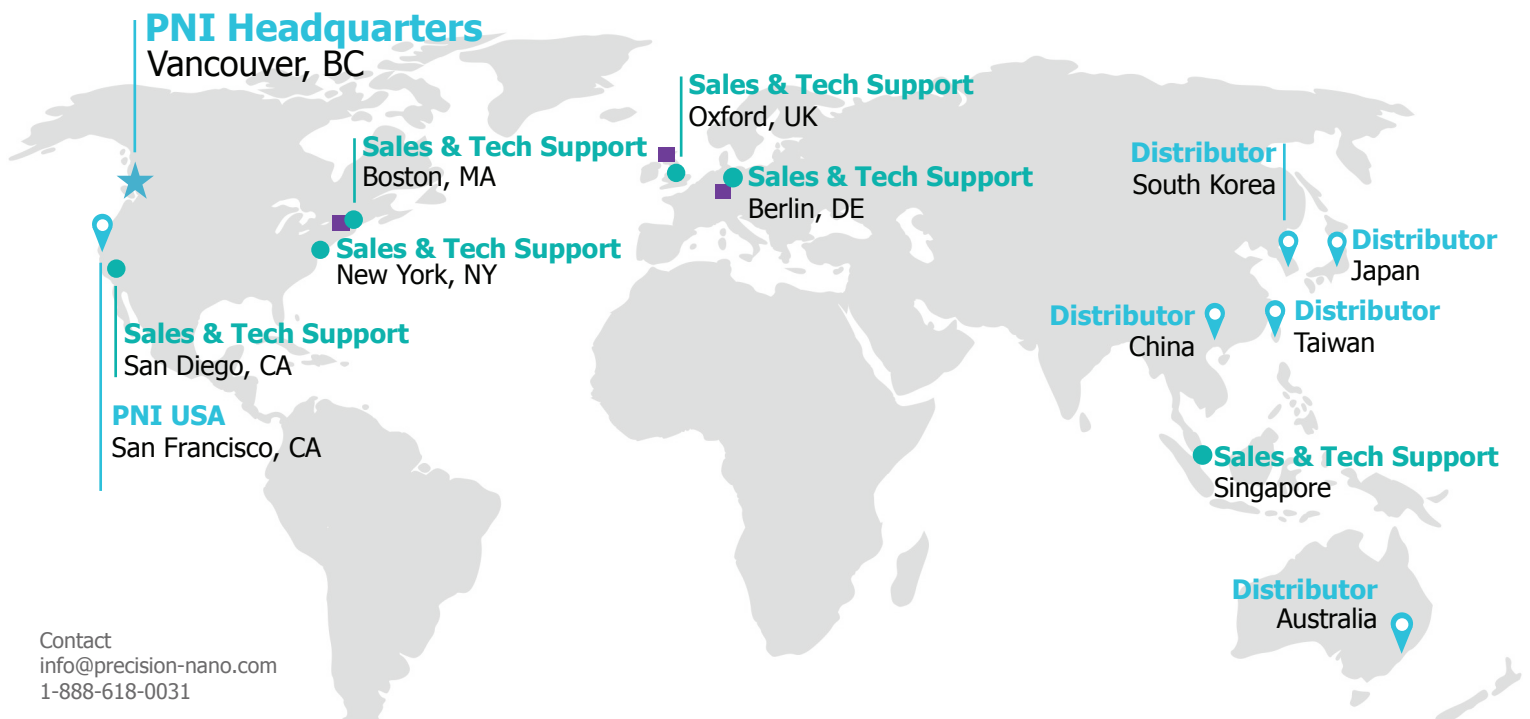 PNI Headquarters
Vancouver, BC
Sales & Tech Support
Oxford, UK
Sales & Tech Support
Boston, MA
Distributor
South Korea
Sales & Tech Support
Berlin, DE
Sales & Tech Support
New York, NY
Distributor
Japan
Distributor
China
Distributor
Taiwan
Sales & Tech Support
San Diego, CA
PNI USA
San Francisco, CA
Sales & Tech Support
Singapore
Distributor
Australia
Contact
info@precision-nano.com
1-888-618-0031